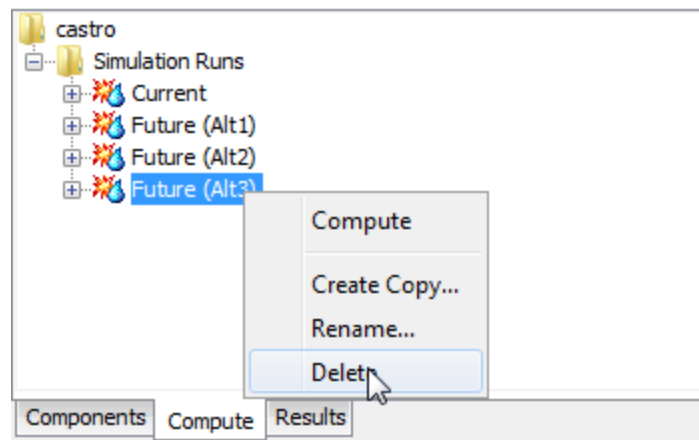 castro
Simulation Runs
Current
Future (Alt1)
Future (Alt2)
Future (Alt3)
Compute
Create Copy...
Rename...
Delete
Components Compute Results